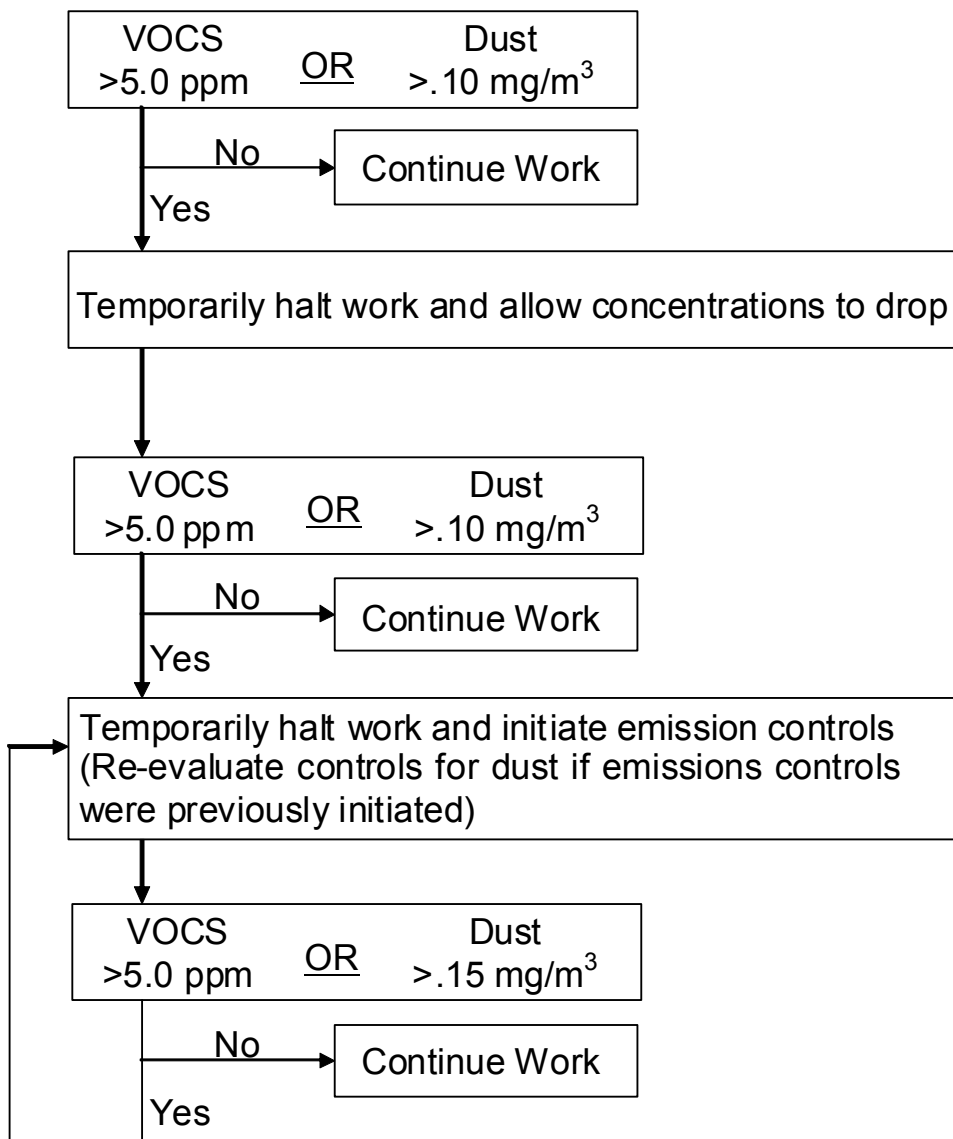 VOCS Dust
>5.0 ppm OR >.10 mg/m³
No
Continue Work
Yes
Temporarily halt work and allow concentrations to drop
VOCS Dust
>5.0 ppm OR >.10 mg/m³
No
Continue Work
Yes
Temporarily halt work and initiate emission controls
(Re-evaluate controls for dust if emissions controls
were previously initiated)
VOCS Dust
>5.0 ppm OR >.15 mg/m³
No
Continue Work
Yes